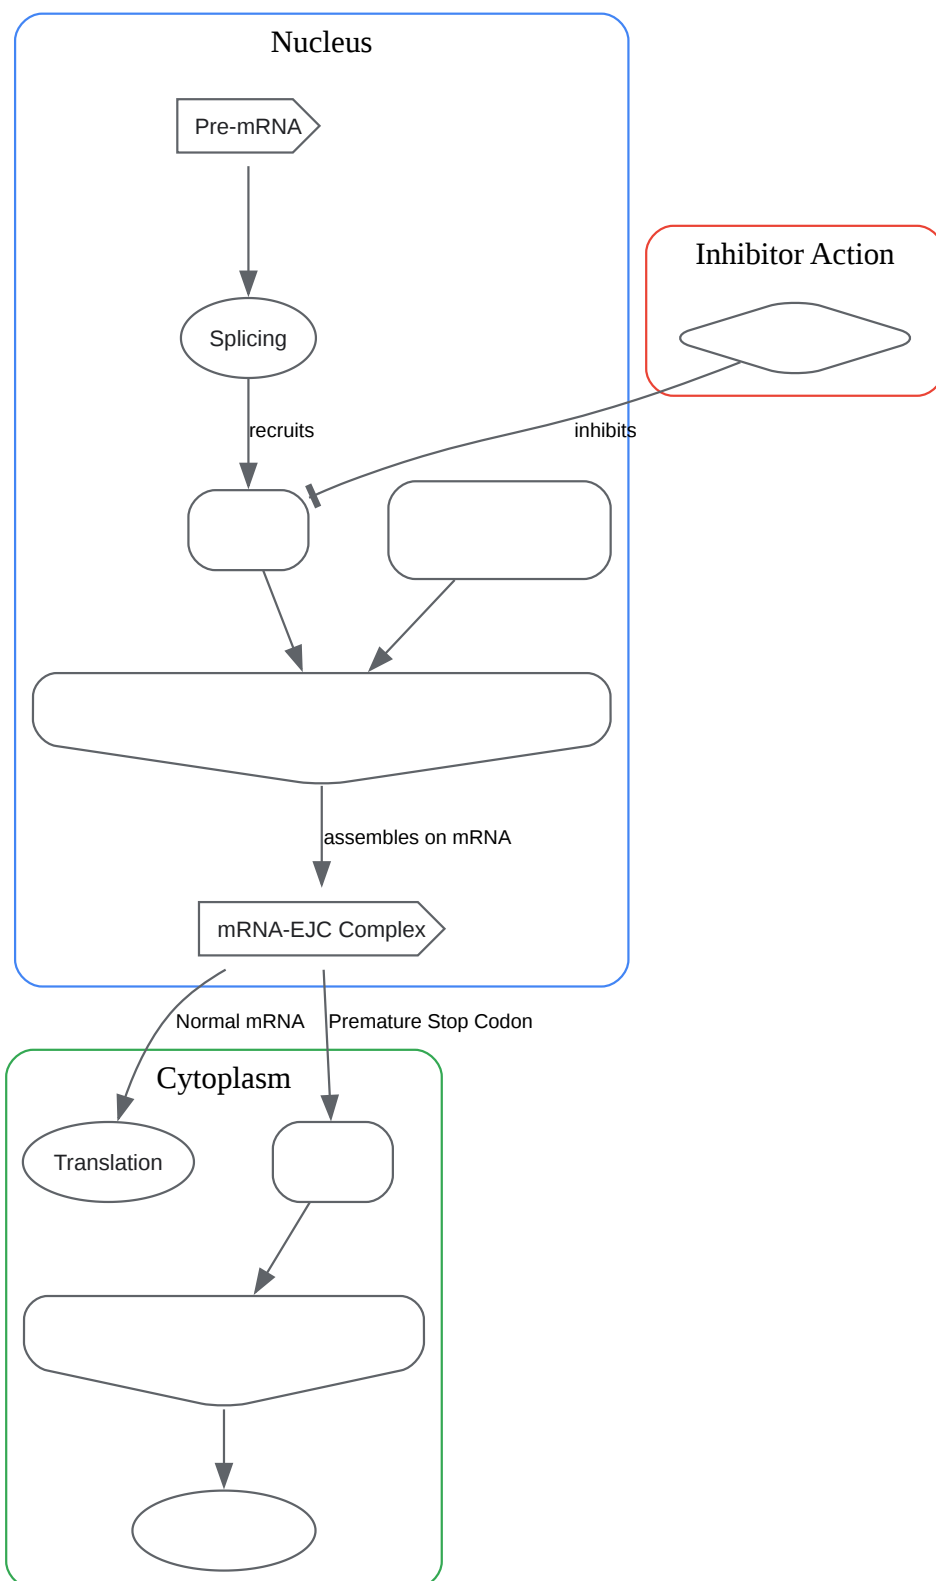 Nucleus
Pre-mRNA
Inhibitor Action
Splicing
recruits
inhibits
assembles on mRNA
mRNA-EJC Complex
Normal mRNA
Premature Stop Codon
Cytoplasm
Translation